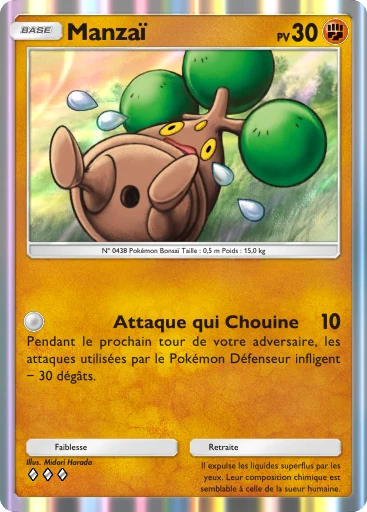 BASE
Manzaï
PV 30
N° 0438 Pokémon Bonsaï Taille : 0,5 m Poids : 15,0 kg
Attaque qui Chouine 10
Pendant le prochain tour de votre adversaire, les
attaques utilisées par le Pokémon Défenseur infligent
– 30 dégâts.
Faiblesse
Retraite
Illus. Midori Harada
Il expulse les liquides superflus par les
yeux. Leur composition chimique est
semblable à celle de la sueur humaine.